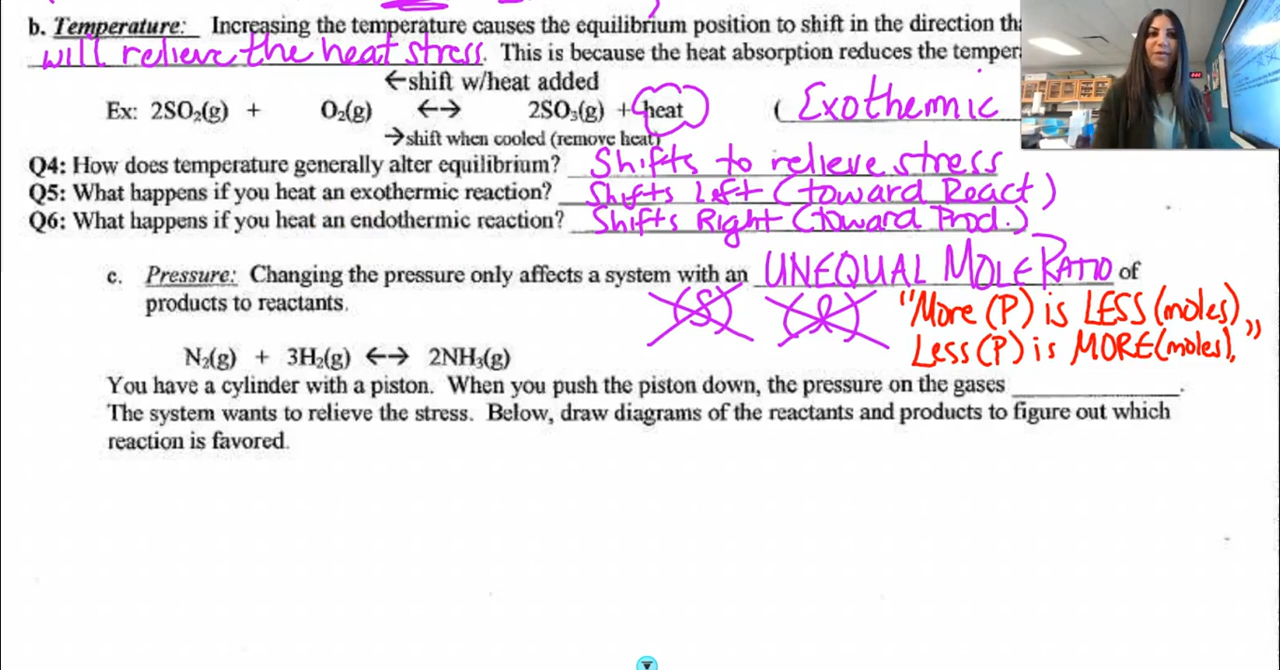 b. Temperature: Increasing the temperature causes the equilibrium position to shift in the direction
will relieve the heat stress. This is because the heat absorption reduces the
←shift w/heat added
Ex: 2SO₂(g) + O₂(g) ←→ 2SO₃(g) + heat ( Exothemic
→shift when cooled (remove heat)
Q4: How does temperature generally alter equilibrium? Shifts to relieve stress
Q5: What happens if you heat an exothermic reaction? Shifts Left (toward React)
Q6: What happens if you heat an endothermic reaction? Shifts Right (toward Prod.)
c. Pressure: Changing the pressure only affects a system with an UNEQUAL MOLE RATIO of
products to reactants.
(s) (l)
"More (P) is LESS (moles),
Less (P) is MORE (moles)."
N₂(g) + 3H₂(g) ←→ 2NH₃(g)
You have a cylinder with a piston. When you push the piston down, the pressure on the gases ____________.
The system wants to relieve the stress. Below, draw diagrams of the reactants and products to figure out which
reaction is favored.